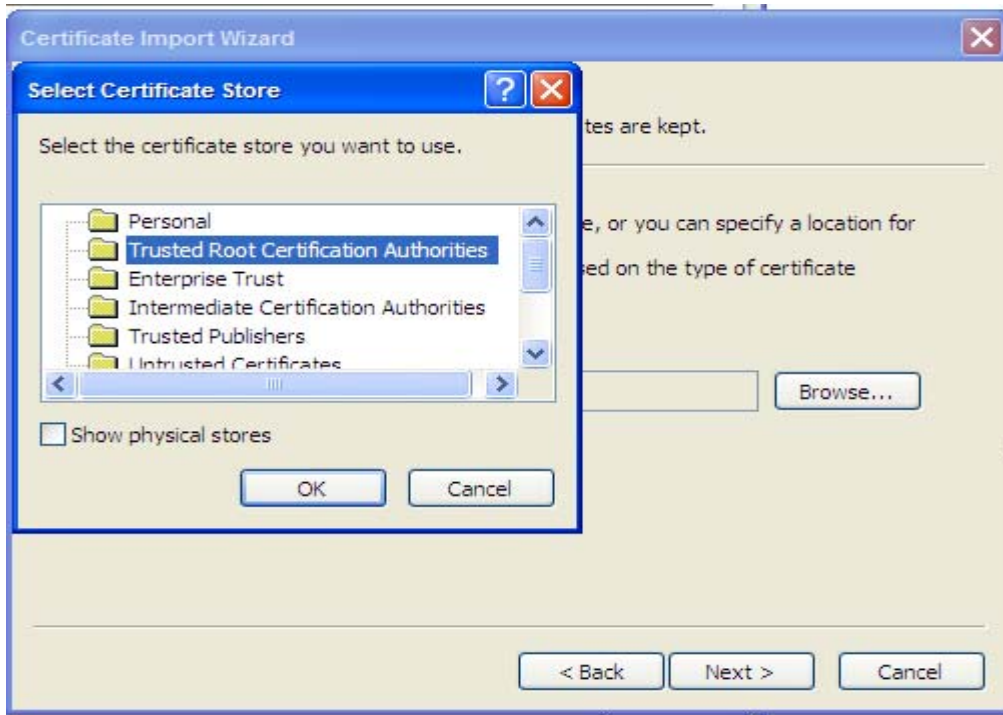 Certificate Import Wizard
Select Certificate Store
Select the certificate store you want to use.
Personal
Trusted Root Certification Authorities
Enterprise Trust
Intermediate Certification Authorities
Trusted Publishers
Untrusted Certificates
Show physical stores
OK
Cancel
tes are kept.
e, or you can specify a location for
sed on the type of certificate
Browse...
< Back
Next >
Cancel